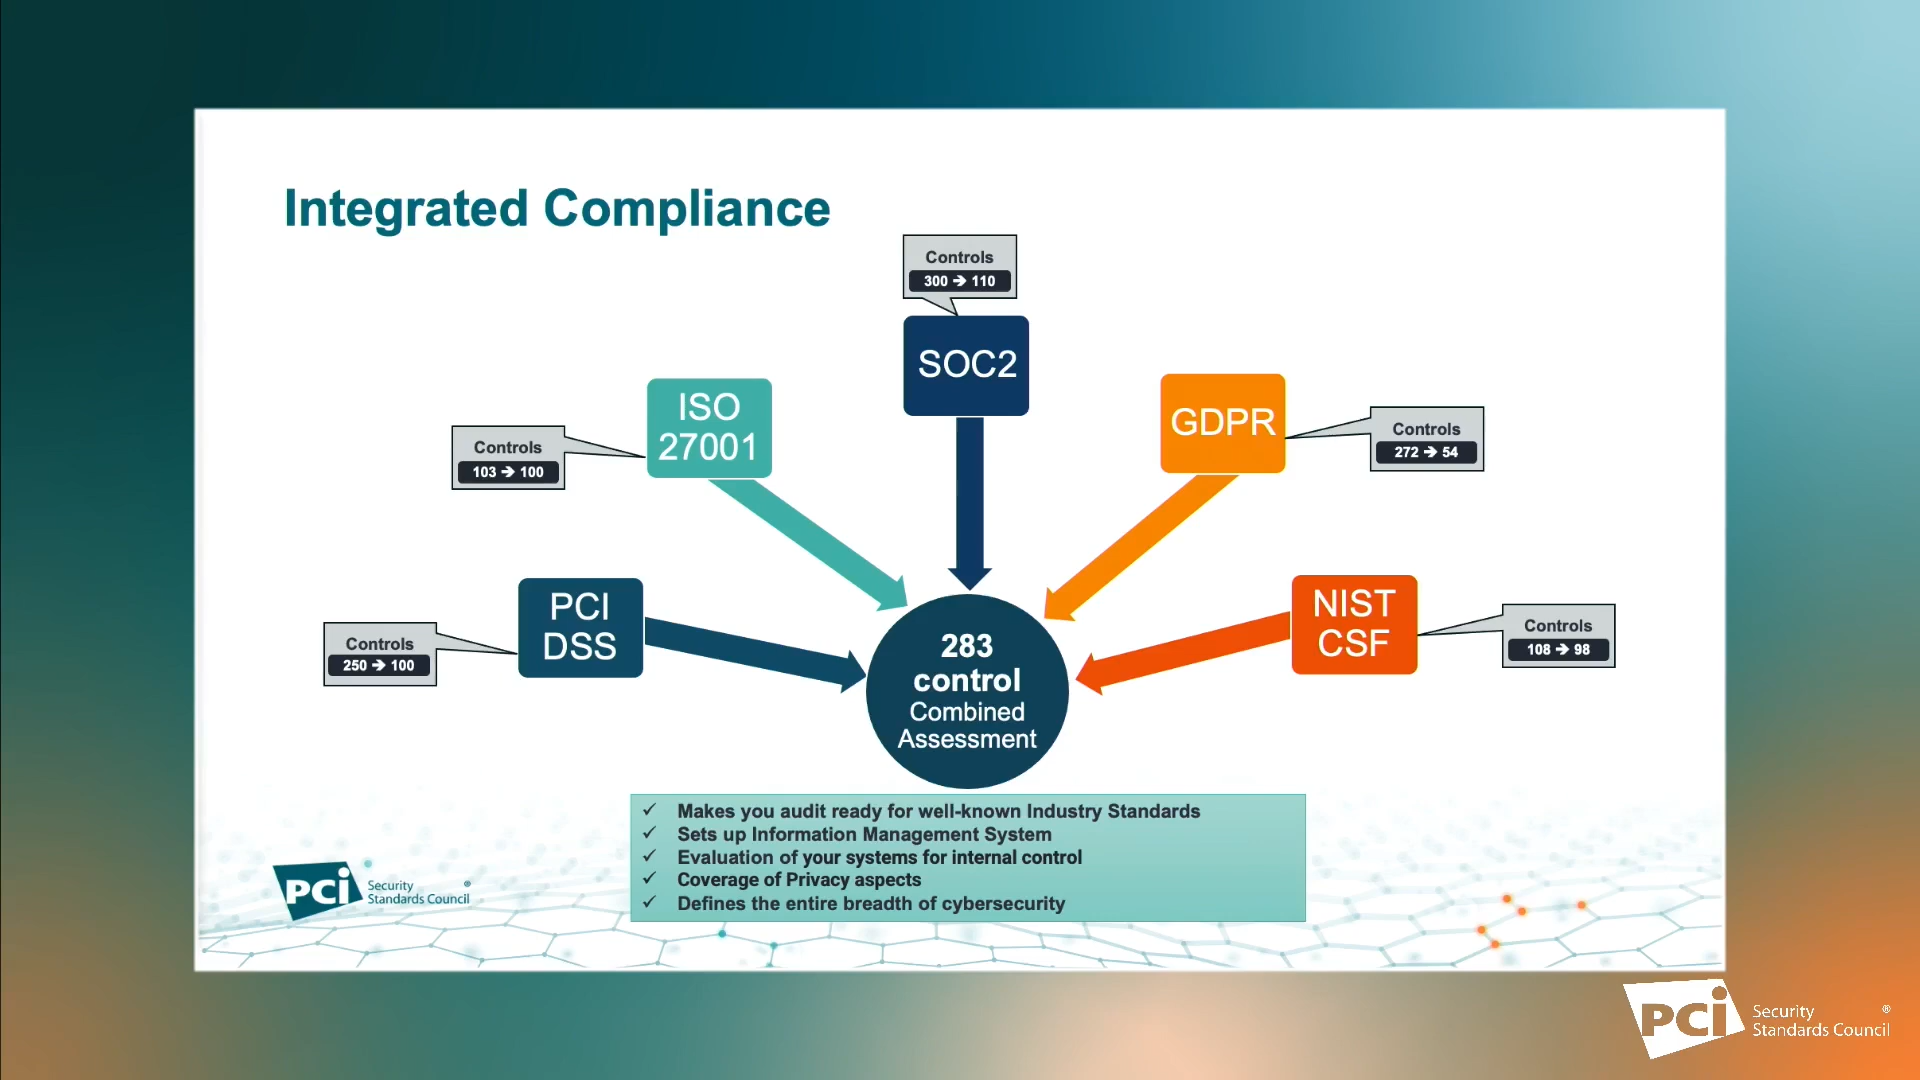 Integrated Compliance
Controls
300 ➔ 110
SOC2
ISO
27001
Controls
103 ➔ 100
GDPR
Controls
272 ➔ 54
PCI
DSS
Controls
250 ➔ 100
NIST
CSF
Controls
108 ➔ 98
283
control
Combined
Assessment
✓ Makes you audit ready for well-known Industry Standards
✓ Sets up Information Management System
✓ Evaluation of your systems for internal control
✓ Coverage of Privacy aspects
✓ Defines the entire breadth of cybersecurity
PCi Security ®
Standards Council
PCi Security ®
Standards Council